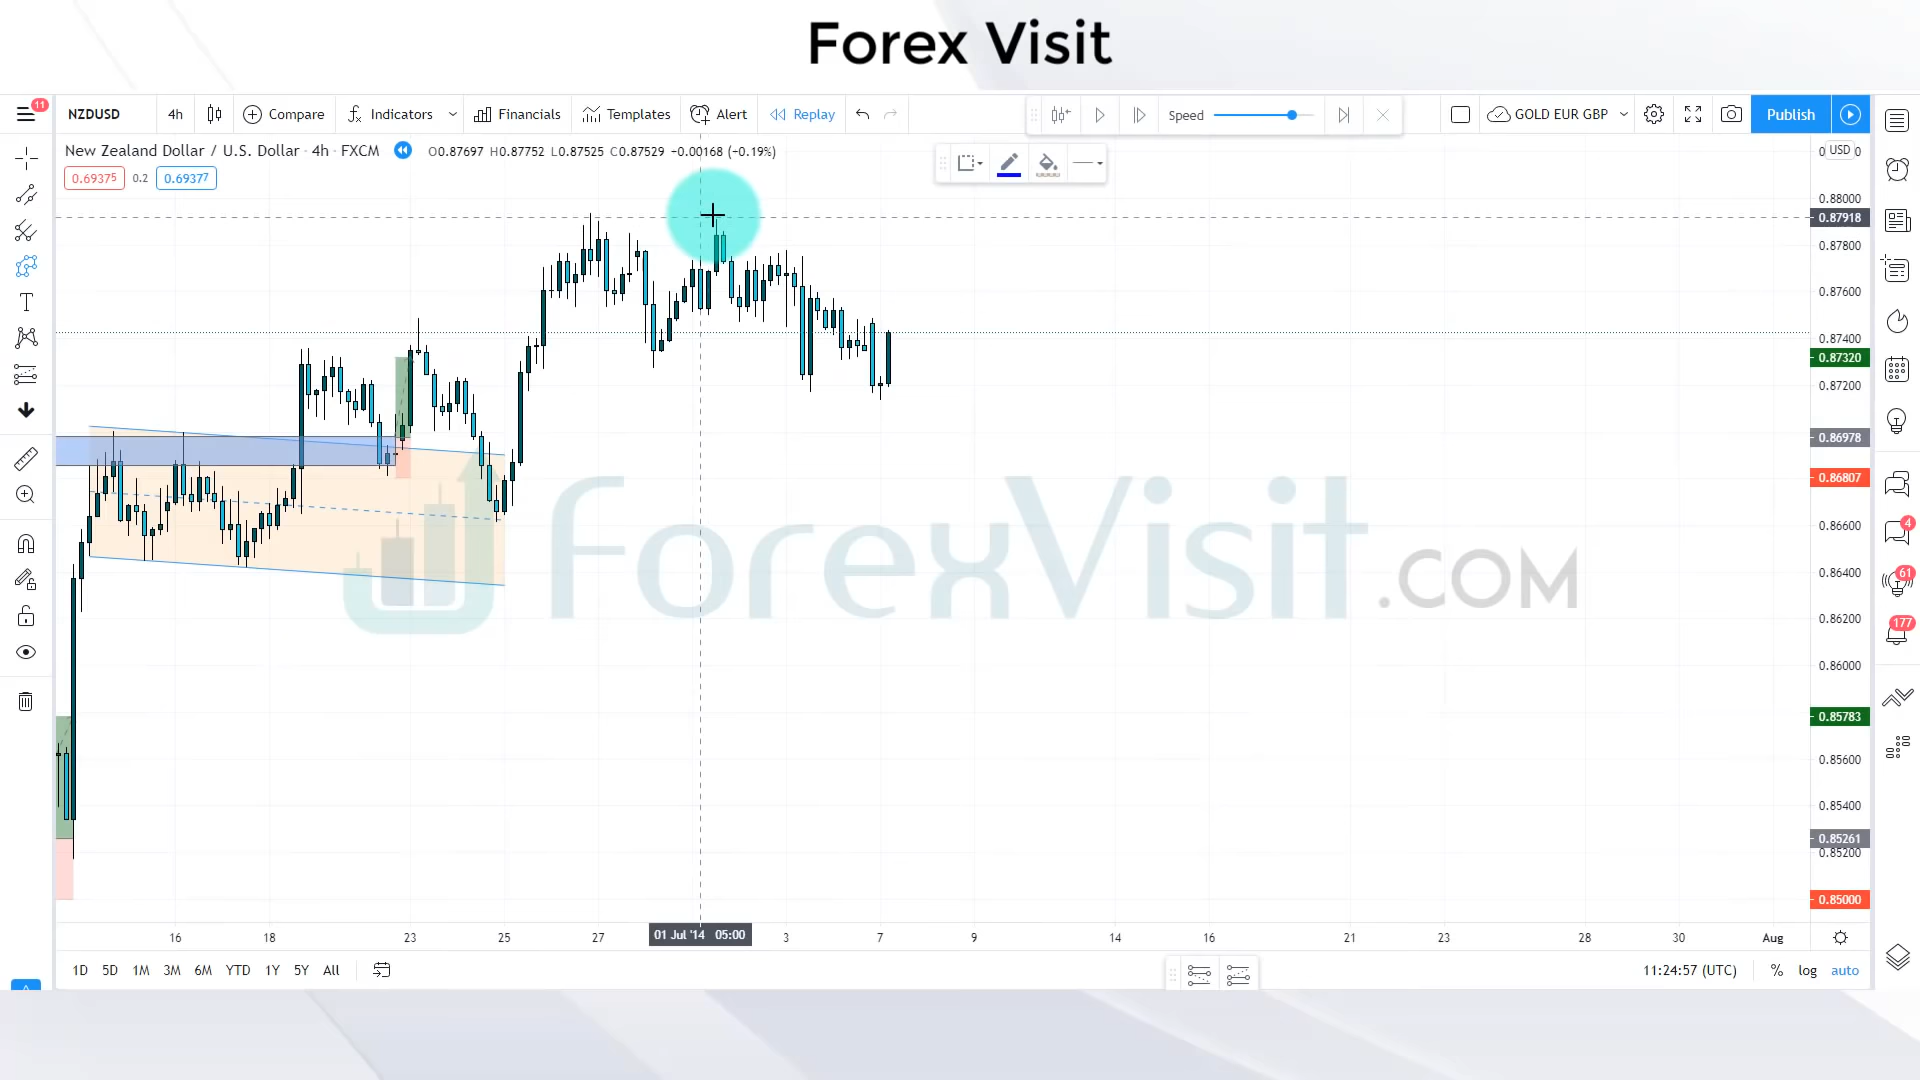 Forex Visit
11
NZDUSD 4h Compare Indicators Financials Templates Alert Replay Speed GOLD EUR GBP Publish
New Zealand Dollar / U.S. Dollar · 4h · FXCM O0.87697 H0.87752 L0.87525 C0.87529 -0.00168 (-0.19%)
USD
0.69375 0.2 0.69377
0.88000
0.87918
0.87800
0.87600
0.87400
0.87320
0.87200
0.86978
0.86807
0.86600
0.86400
0.86200
0.86000
0.85783
0.85600
0.85400
0.85261
0.85200
0.85000
ForexVisit.COM
4
61
177
16 18 23 25 27 01 Jul '14 05:00 3 7 9 14 16 21 23 28 30 Aug
1D 5D 1M 3M 6M YTD 1Y 5Y All 11:24:57 (UTC) % log auto